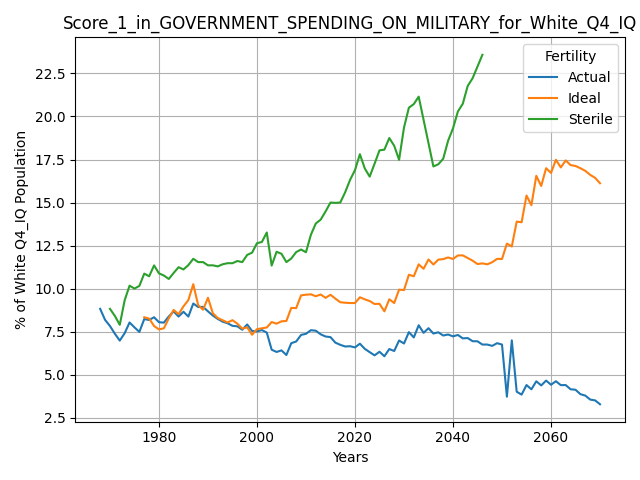 Score_1_in_GOVERNMENT_SPENDING_ON_MILITARY_for_White_Q4_IQ
Fertility
Actual
Ideal
Sterile
% of White Q4_IQ Population
22.5
20.0
17.5
15.0
12.5
10.0
7.5
5.0
2.5
1980 2000 2020 2040 2060
Years